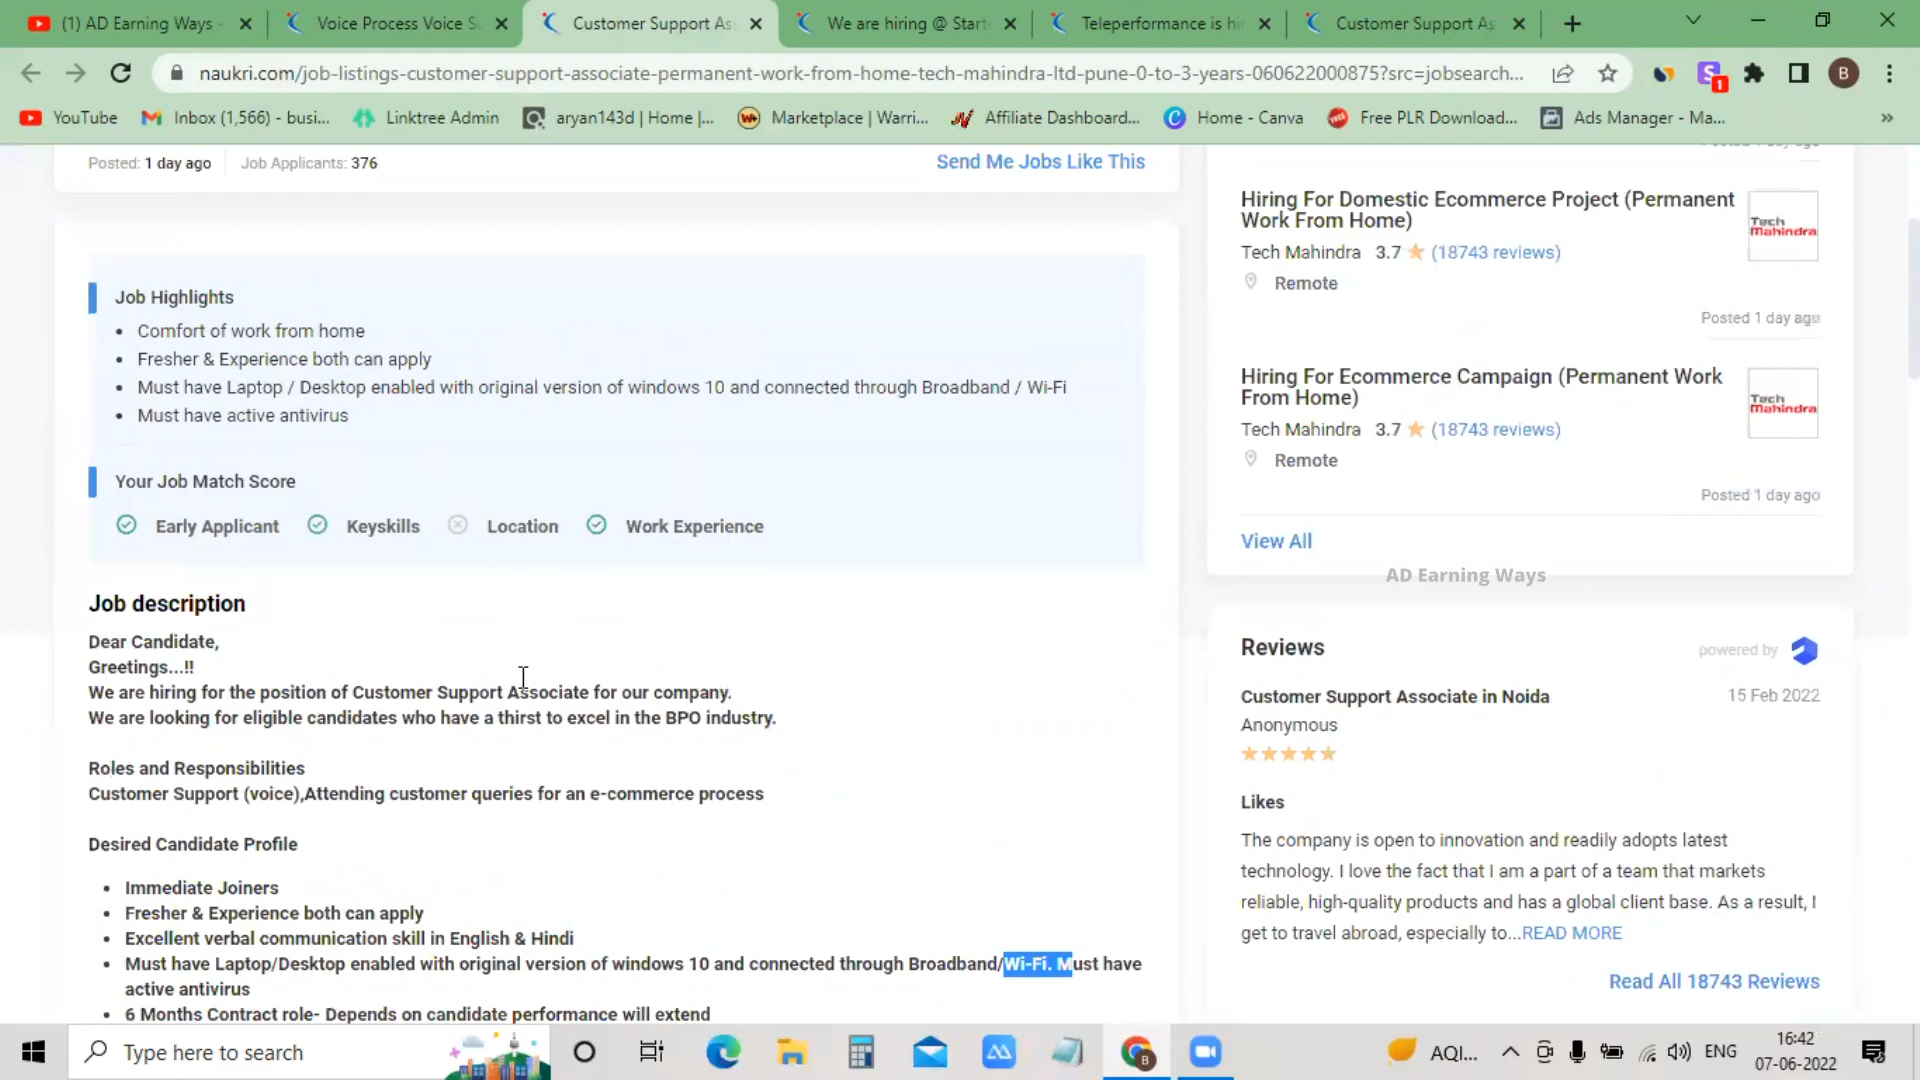 (1) AD Earning Ways -
Voice Process Voice S
Customer Support As
We are hiring @ Start
Teleperformance is hi
Customer Support As
naukri.com/job-listings-customer-support-associate-permanent-work-from-home-tech-mahindra-ltd-pune-0-to-3-years-060622000875?src=jobsearch...
S
1
B
YouTube
Inbox (1,566) - busi...
Linktree Admin
aryan143d | Home |...
Marketplace | Warri...
Affiliate Dashboard...
Home - Canva
Free PLR Download...
Ads Manager - Ma...
»
Posted: 1 day ago
Job Applicants: 376
Send Me Jobs Like This
Job Highlights
• Comfort of work from home
• Fresher & Experience both can apply
• Must have Laptop / Desktop enabled with original version of windows 10 and connected through Broadband / Wi-Fi
• Must have active antivirus
Your Job Match Score
Early Applicant
Keyskills
Location
Work Experience
Job description
Dear Candidate,
Greetings...!!
We are hiring for the position of Customer Support Associate for our company.
We are looking for eligible candidates who have a thirst to excel in the BPO industry.
Roles and Responsibilities
Customer Support (voice),Attending customer queries for an e-commerce process
Desired Candidate Profile
• Immediate Joiners
• Fresher & Experience both can apply
• Excellent verbal communication skill in English & Hindi
• Must have Laptop/Desktop enabled with original version of windows 10 and connected through Broadband/Wi-Fi. Must have
active antivirus
• 6 Months Contract role- Depends on candidate performance will extend
Posted 1 day ago
Hiring For Domestic Ecommerce Project (Permanent
Work From Home)
Tech Mahindra
Tech Mahindra 3.7 (18743 reviews)
Remote
Posted 1 day ago
Hiring For Ecommerce Campaign (Permanent Work
From Home)
Tech Mahindra
Tech Mahindra 3.7 (18743 reviews)
Remote
Posted 1 day ago
View All
AD Earning Ways
Reviews
powered by
Customer Support Associate in Noida
15 Feb 2022
Anonymous
Likes
The company is open to innovation and readily adopts latest
technology. I love the fact that I am a part of a team that markets
reliable, high-quality products and has a global client base. As a result, I
get to travel abroad, especially to...READ MORE
Read All 18743 Reviews
Type here to search
B
AQI...
ENG
16:42
07-06-2022